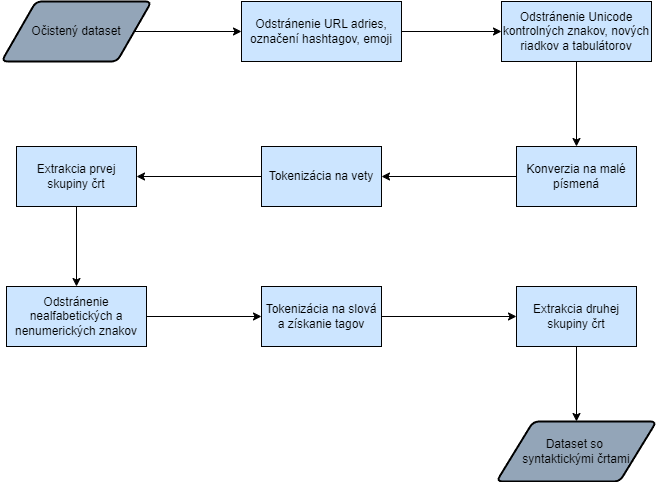 Očistený dataset
Odstránenie URL adries,
označení hashtagov, emoji
Odstránenie Unicode
kontrolných znakov, nových
riadkov a tabulátorov
Konverzia na malé
písmená
Tokenizácia na vety
Extrakcia prvej
skupiny čŕt
Odstránenie
nealfabetických a
nenumerických znakov
Tokenizácia na slová
a získanie tagov
Extrakcia druhej
skupiny čŕt
Dataset so
syntaktickými črtami